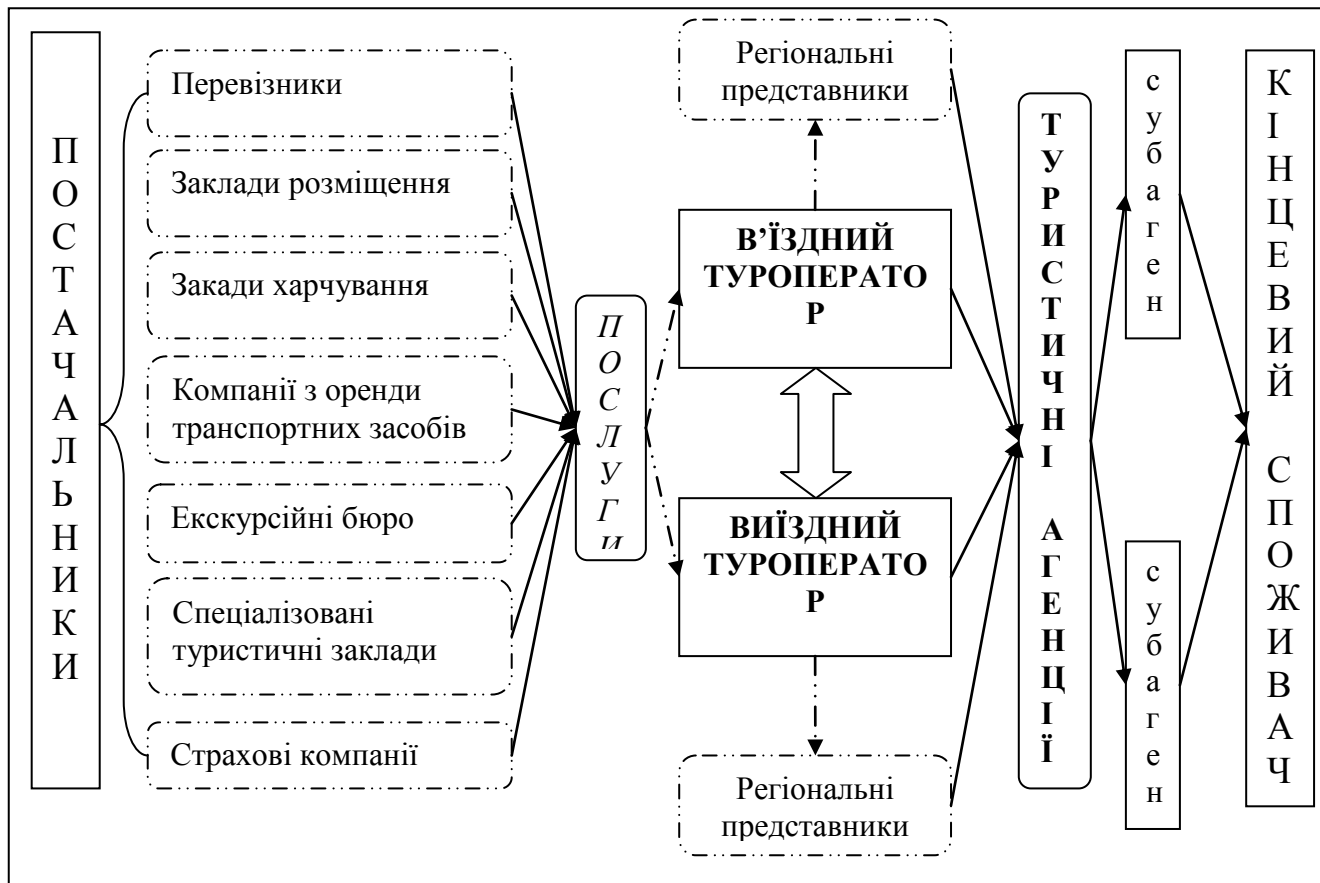 ПОСТАЧАЛЬНИКИ
Перевізники
Заклади розміщення
Закади харчування
Компанії з оренди
транспортних засобів
Екскурсійні бюро
Спеціалізовані
туристичні заклади
Страхові компанії
ПОСЛУГИ
Регіональні
представники
В’ЇЗДНИЙ
ТУРОПЕРАТО
Р
ВИЇЗДНИЙ
ТУРОПЕРАТО
Р
Регіональні
представники
ТУРИСТИЧНІ АГЕНЦІЇ
субаген
субаген
КІНЦЕВИЙ СПОЖИВАЧ